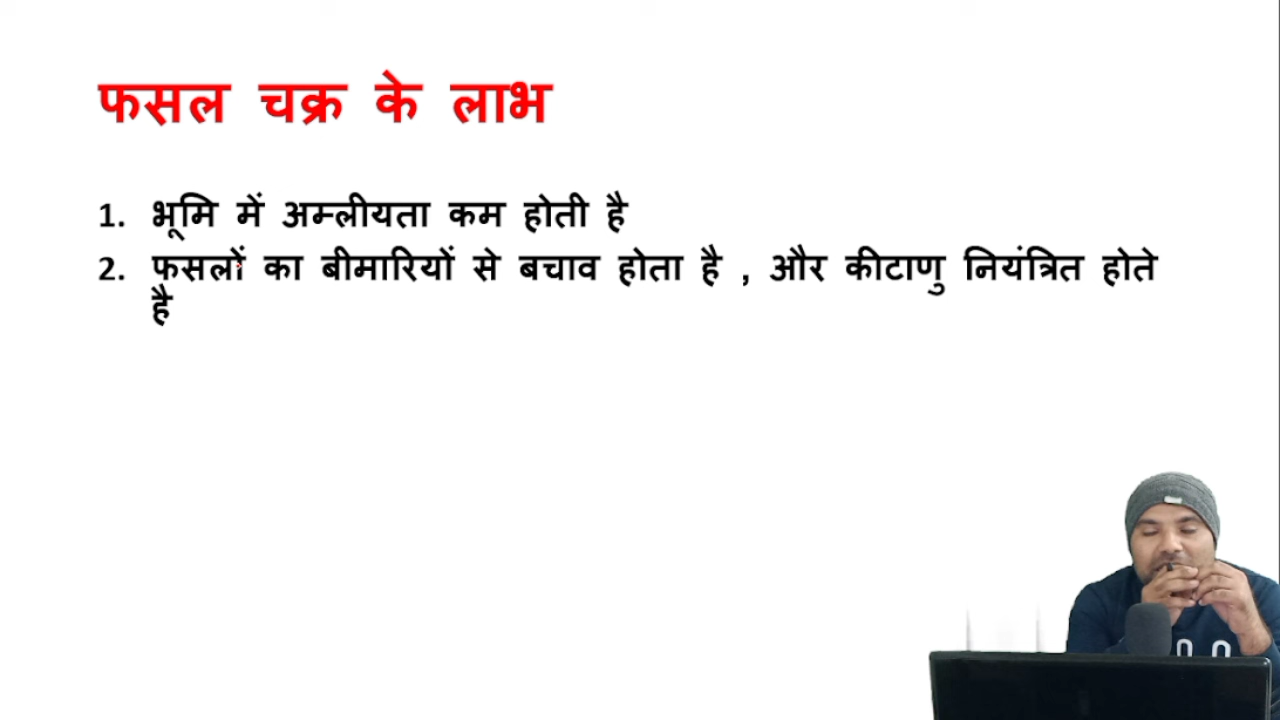 फसल चक्र के लाभ
1. भूमि में अम्लीयता कम होती है
2. फसलों का बीमारियों से बचाव होता है , और कीटाणु नियंत्रित होते
है